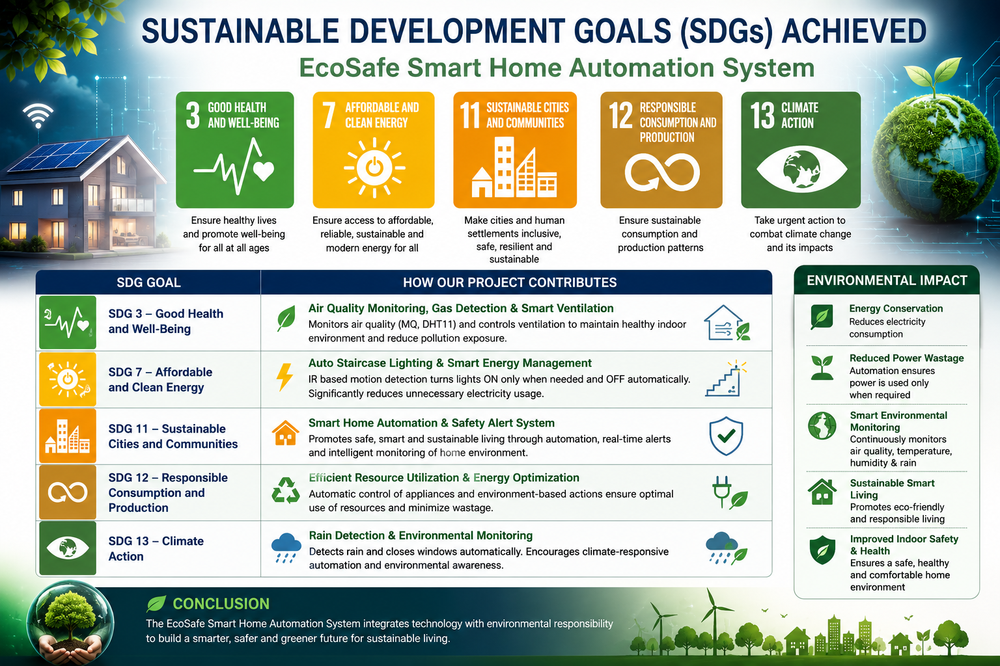 SUSTAINABLE DEVELOPMENT GOALS (SDGs) ACHIEVED
EcoSafe Smart Home Automation System
3 GOOD HEALTH
AND WELL-BEING
7 AFFORDABLE AND
CLEAN ENERGY
11 SUSTAINABLE CITIES
AND COMMUNITIES
12 RESPONSIBLE
CONSUMPTION AND
PRODUCTION
13 CLIMATE
ACTION
Ensure healthy lives
and promote well-being
for all at all ages
Ensure access to affordable,
reliable, sustainable and
modern energy for all
Make cities and human
settlements inclusive,
safe, resilient and
sustainable
Ensure sustainable
consumption and
production patterns
Take urgent action to
combat climate change
and its impacts
SDG GOAL
HOW OUR PROJECT CONTRIBUTES
SDG 3 – Good Health
and Well-Being
Air Quality Monitoring, Gas Detection & Smart Ventilation
Monitors air quality (MQ, DHT11) and controls ventilation to maintain healthy indoor
environment and reduce pollution exposure.
SDG 7 – Affordable
and Clean Energy
Auto Staircase Lighting & Smart Energy Management
IR based motion detection turns lights ON only when needed and OFF automatically.
Significantly reduces unnecessary electricity usage.
SDG 11 – Sustainable
Cities and Communities
Smart Home Automation & Safety Alert System
Promotes safe, smart and sustainable living through automation, real-time alerts
and intelligent monitoring of home environment.
SDG 12 – Responsible
Consumption and
Production
Efficient Resource Utilization & Energy Optimization
Automatic control of appliances and environment-based actions ensure optimal
use of resources and minimize wastage.
SDG 13 – Climate
Action
Rain Detection & Environmental Monitoring
Detects rain and closes windows automatically. Encourages climate-responsive
automation and environmental awareness.
ENVIRONMENTAL IMPACT
Energy Conservation
Reduces electricity
consumption
Reduced Power Wastage
Automation ensures
power is used only
when required
Smart Environmental
Monitoring
Continuously monitors
air quality, temperature,
humidity & rain
Sustainable Smart
Living
Promotes eco-friendly
and responsible living
Improved Indoor Safety
& Health
Ensures a safe, healthy
and comfortable home
environment
CONCLUSION
The EcoSafe Smart Home Automation System integrates technology with environmental responsibility
to build a smarter, safer and greener future for sustainable living.